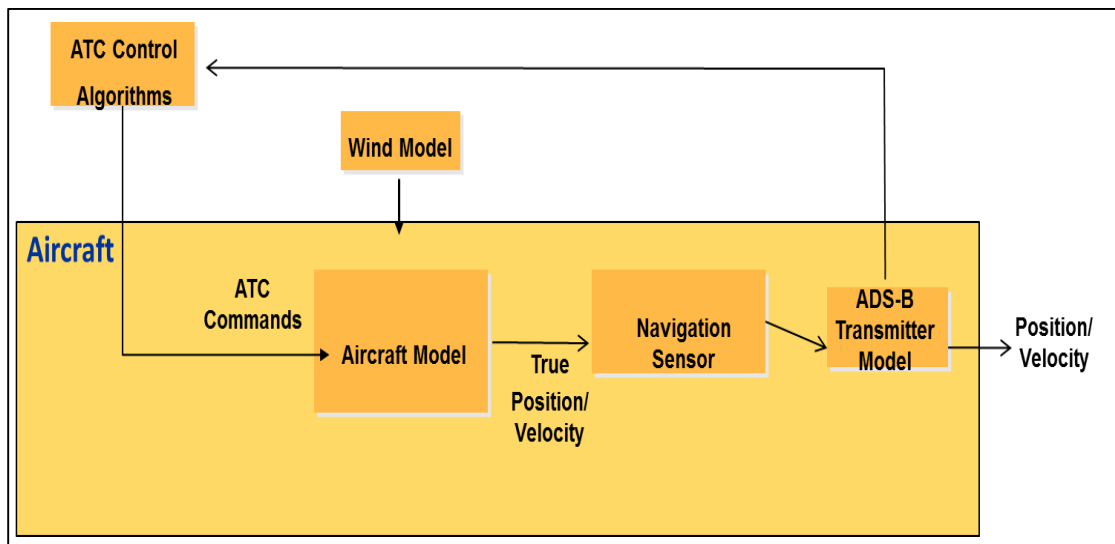 ATC Control
Algorithms
Wind Model
Aircraft
ATC
Commands
Aircraft Model
True
Position/
Velocity
Navigation
Sensor
ADS-B
Transmitter
Model
Position/
Velocity